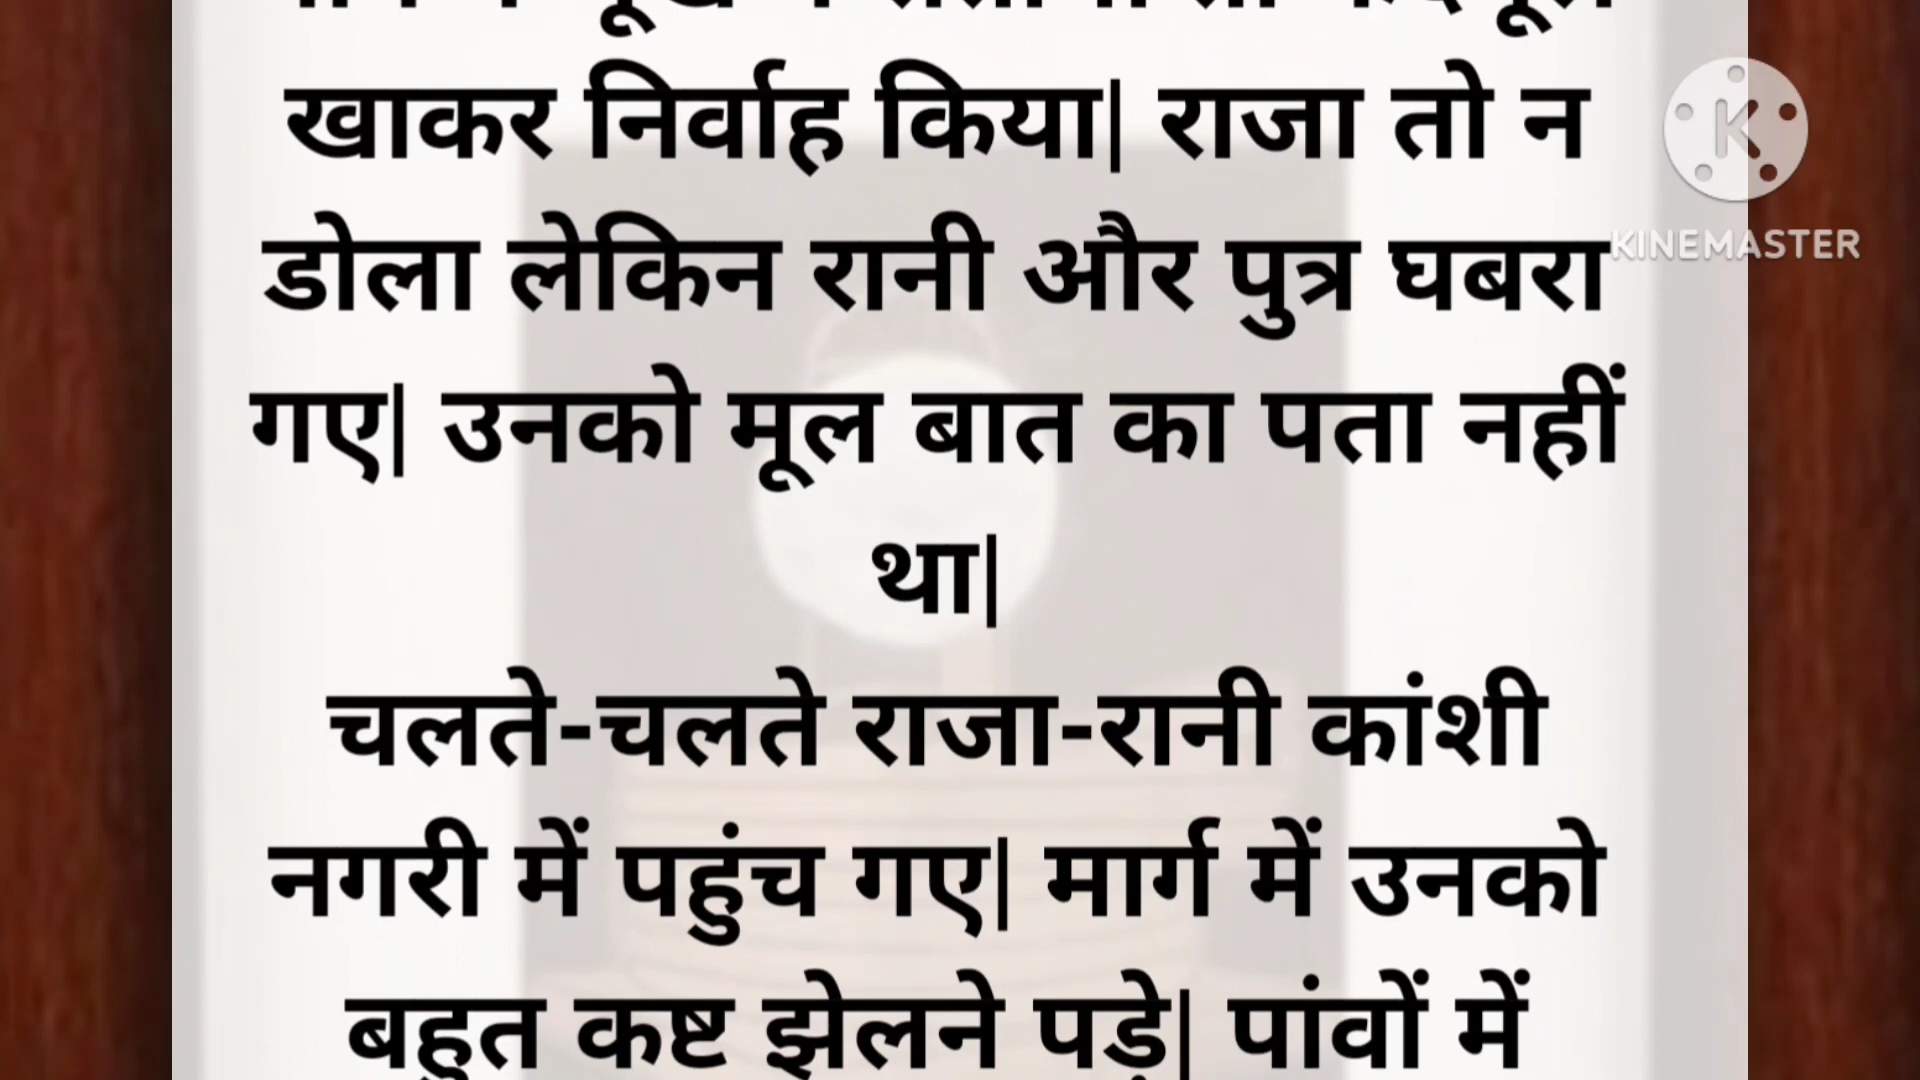 खाकर निर्वाह किया| राजा तो न
डोला लेकिन रानी और पुत्र घबरा
गए| उनको मूल बात का पता नहीं
था|
चलते-चलते राजा-रानी कांशी
नगरी में पहुंच गए| मार्ग में उनको
बहुत कष्ट झेलने पड़े| पांवों में
K
KINEMASTER